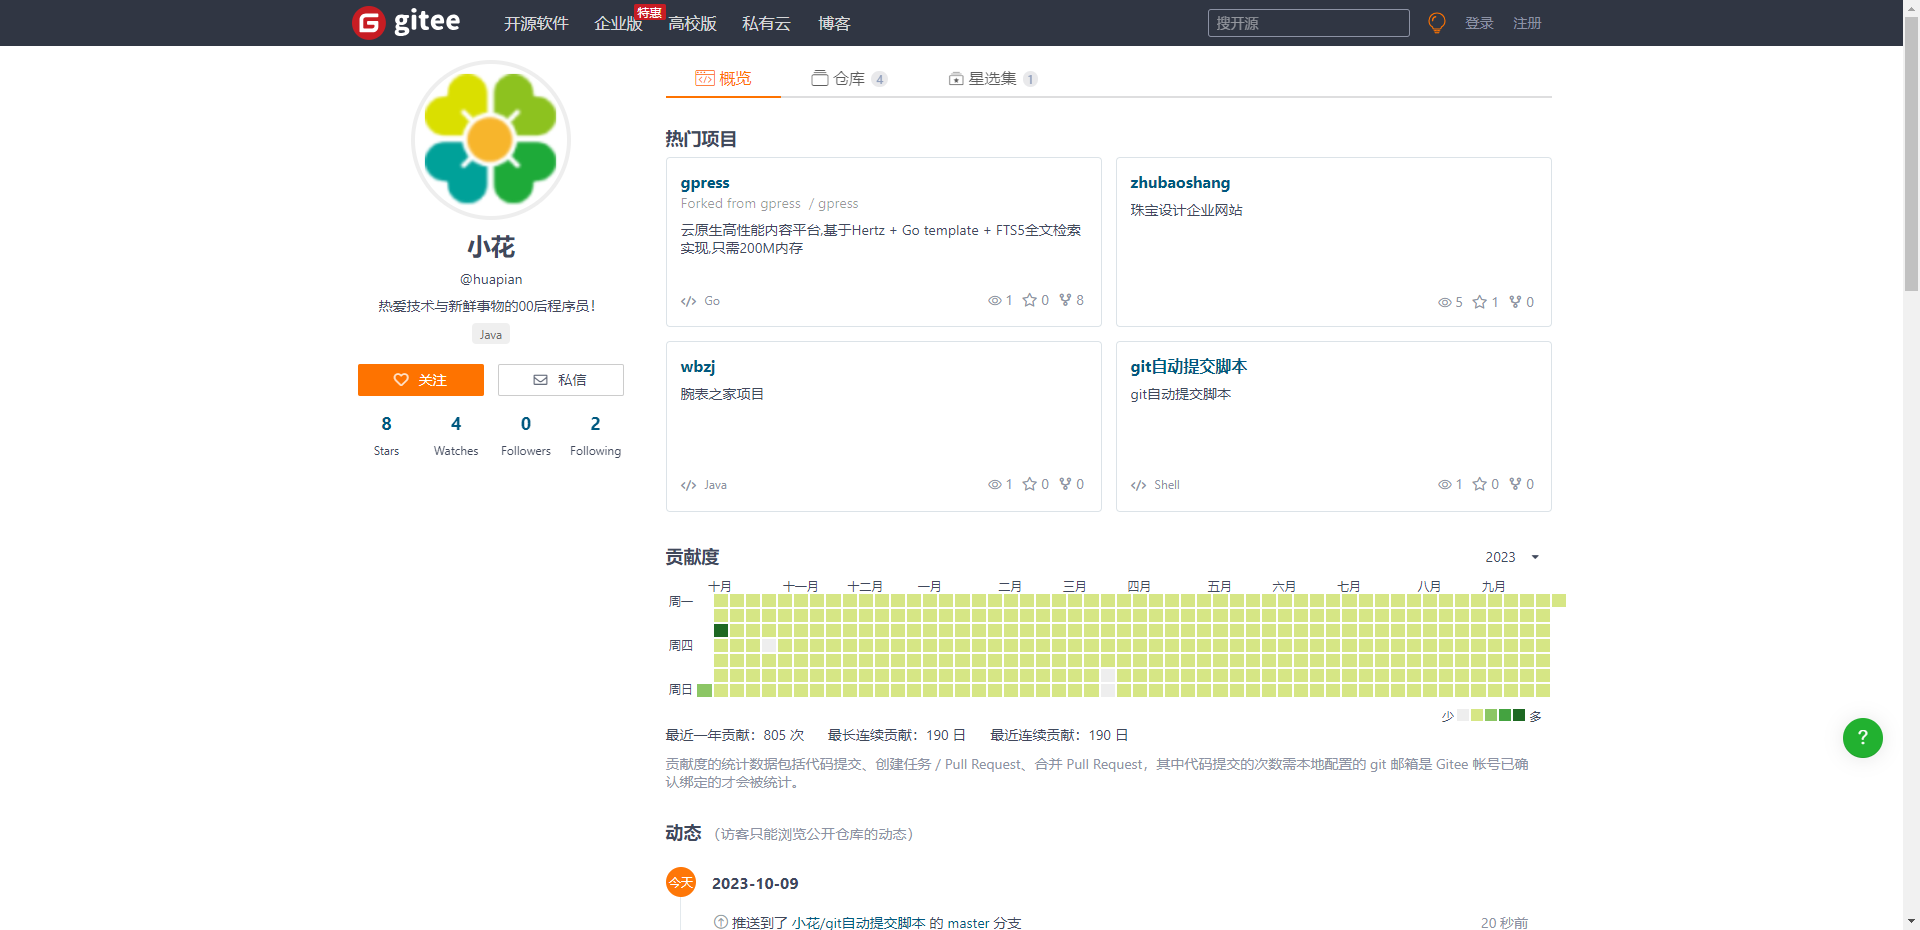 gitee 开源软件 企业版 特惠 高校版 私有云 博客 搜开源 登录 注册
小花
@huapian
热爱技术与新鲜事物的00后程序员！
Java
关注 私信
8 4 0 2
Stars Watches Followers Following
概览 仓库 4 星选集 1
热门项目
gpress
Forked from gpress / gpress
云原生高性能内容平台,基于Hertz + Go template + FTS5全文检索
实现,只需200M内存
Go 1 0 8
zhubaoshang
珠宝设计企业网站
5 1 0
wbzj
腕表之家项目
Java 1 0 0
git自动提交脚本
git自动提交脚本
Shell 1 0 0
贡献度 2023
十月 十一月 十二月 一月 二月 三月 四月 五月 六月 七月 八月 九月
周一
周四
周日
少 多
最近一年贡献：805 次 最长连续贡献：190 日 最近连续贡献：190 日
贡献度的统计数据包括代码提交、创建任务 / Pull Request、合并 Pull Request，其中代码提交的次数需本地配置的 git 邮箱是 Gitee 帐号已确
认绑定的才会被统计。
动态 （访客只能浏览公开仓库的动态）
今天 2023-10-09
推送到了 小花/git自动提交脚本 的 master 分支 20 秒前
?